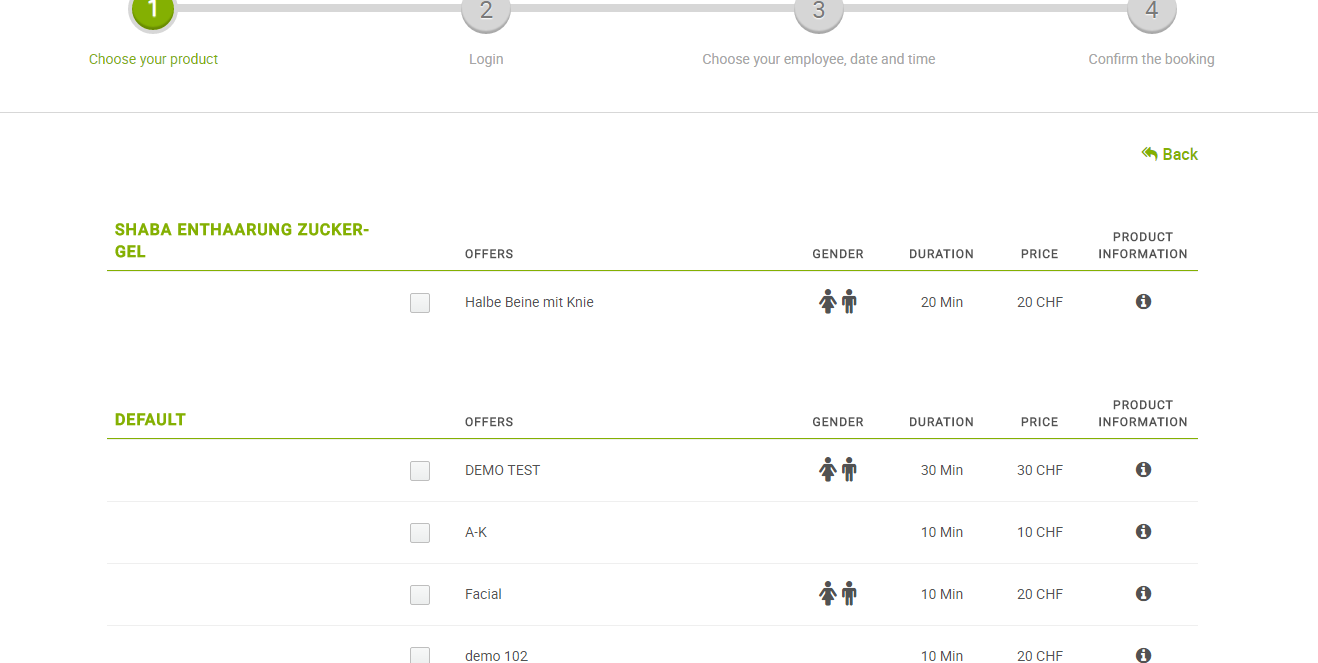 1 2 3 4
Choose your product Login Choose your employee, date and time Confirm the booking
Back
SHABA ENTHAARUNG ZUCKER-
GEL OFFERS GENDER DURATION PRICE PRODUCT INFORMATION
Halbe Beine mit Knie 20 Min 20 CHF
DEFAULT OFFERS GENDER DURATION PRICE PRODUCT INFORMATION
DEMO TEST 30 Min 30 CHF
A-K 10 Min 10 CHF
Facial 10 Min 20 CHF
demo 102 10 Min 20 CHF